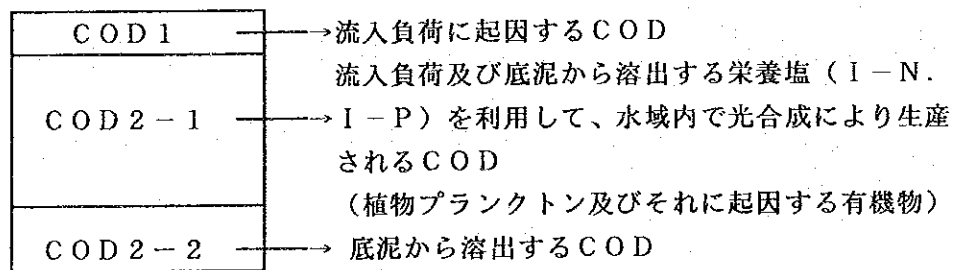 COD1 → 流入負荷に起因するCOD
流入負荷及び底泥から溶出する栄養塩（I－N．
COD2－1 → I－P）を利用して、水域内で光合成により生産
されるCOD
（植物プランクトン及びそれに起因する有機物）
COD2－2 → 底泥から溶出するCOD